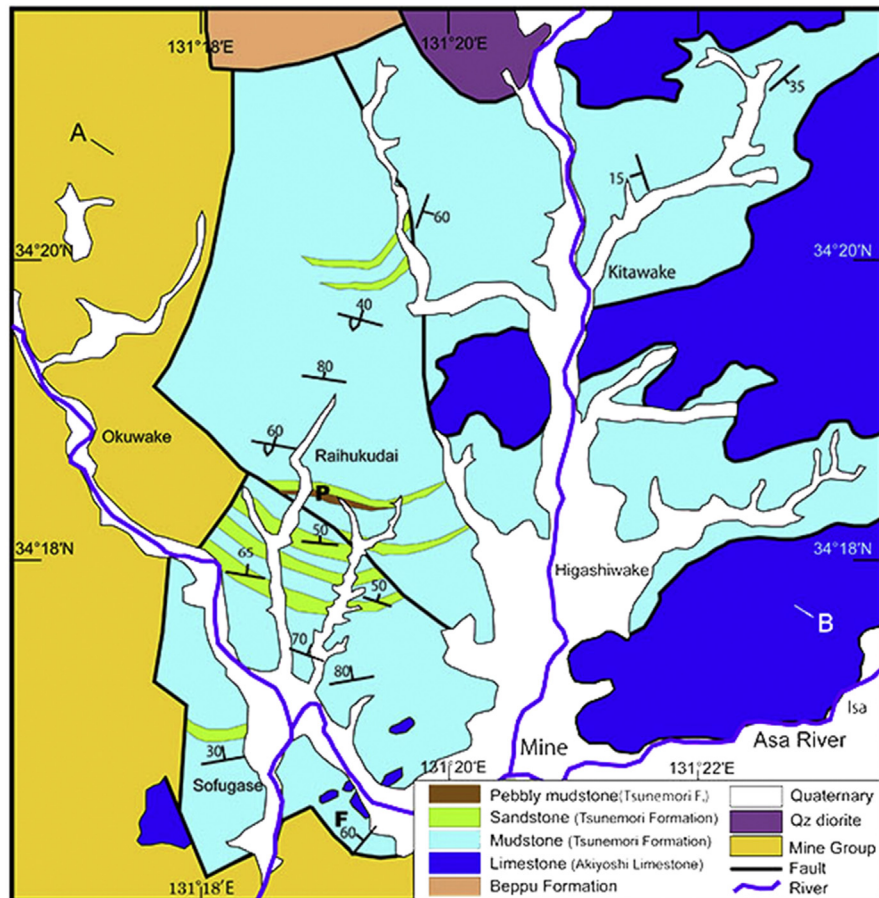 131°18′E
131°20′E
35
A
15
60
34°20′N
34°20′N
Kitawake
40
80
Okuwake
60
Raihukudai
P
50
34°18′N
34°18′N
65
Higashiwake
50
B
70
80
Isa
Mine
Asa River
30
131°20′E
131°22′E
Sofugase
F
60
131°18′E
Pebbly mudstone(Tsunemori F.)
Sandstone (Tsunemori Formation)
Mudstone (Tsunemori Formation)
Limestone (Akiyoshi Limestone)
Beppu Formation
Quaternary
Qz diorite
Mine Group
Fault
River